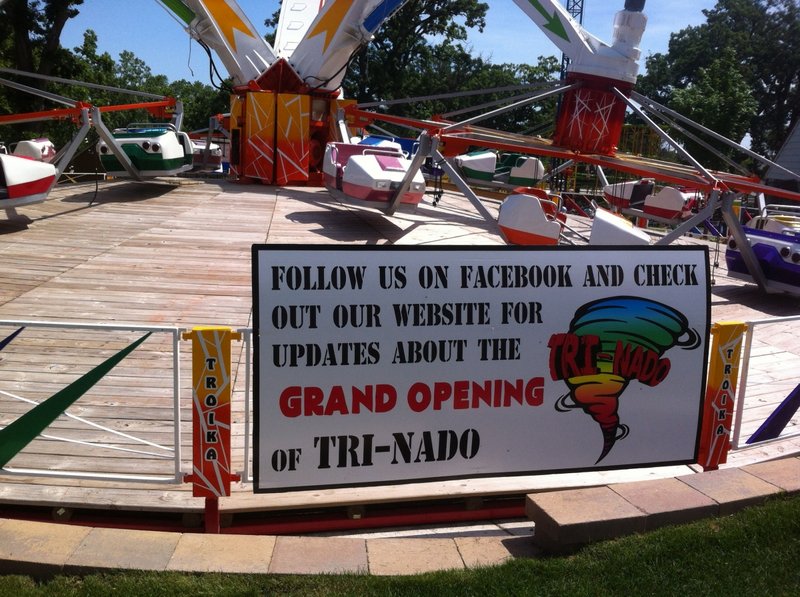 FOLLOW US ON FACEBOOK AND CHECK
OUT OUR WEBSITE FOR
UPDATES ABOUT THE
GRAND OPENING
OF TRI-NADO
TRI-NADO
TROIKA
TROIKA